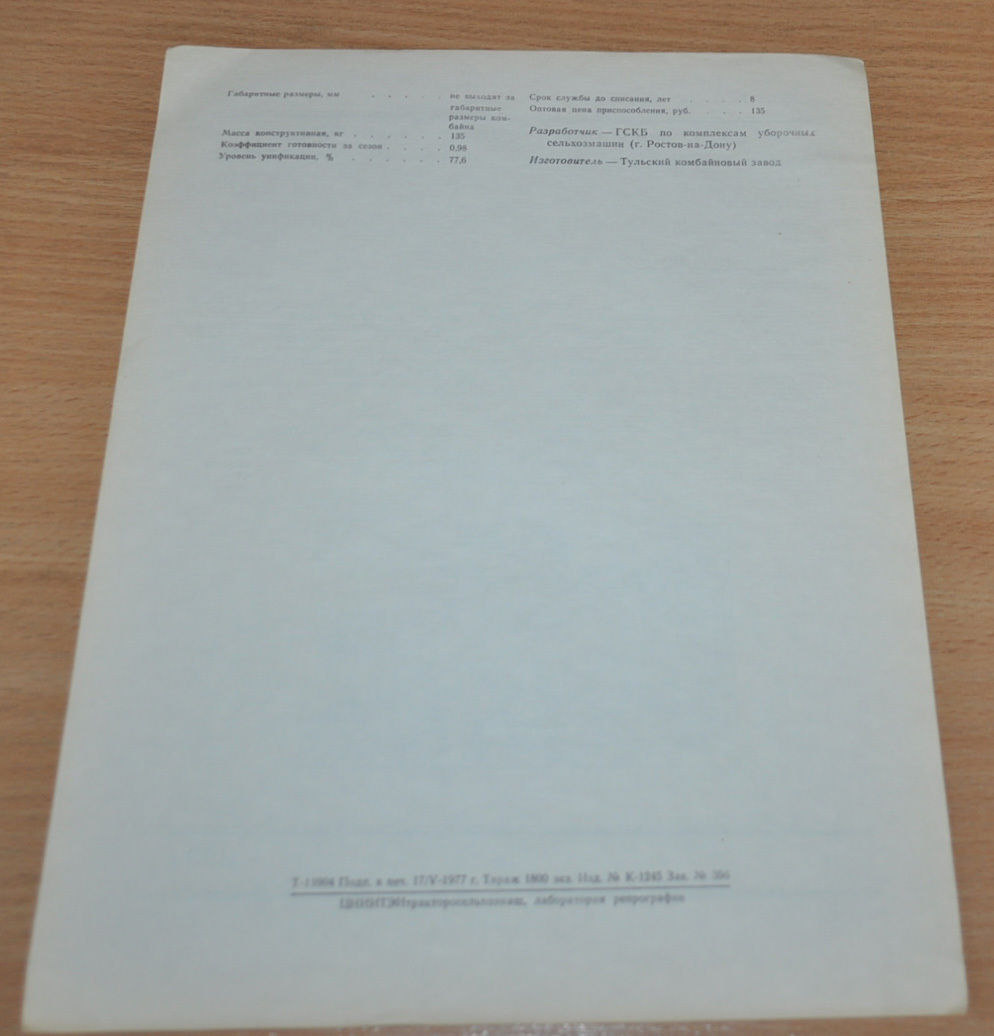 Габаритные размеры, мм . . . . . не выходят за
габаритные
размеры ком-
байна
Масса конструктивная, кг . . . . . . 135
Коэффициент готовности за сезон . . . . 0,98
Уровень унификации, % . . . . . . 77,6
Срок службы до списания, лет . . . . 8
Оптовая цена приспособления, руб. . . . 135
Разработчик — ГСКБ по комплексам уборочных
сельхозмашин (г. Ростов-на-Дону)
Изготовитель — Тульский комбайновый завод
Подп. к печ. 17/V-1977 г. Тираж 1800 экз. Изд. № К-1245 Зак. №
ЦНИИТЭИтракторосельхозмаш, лаборатория репрографии